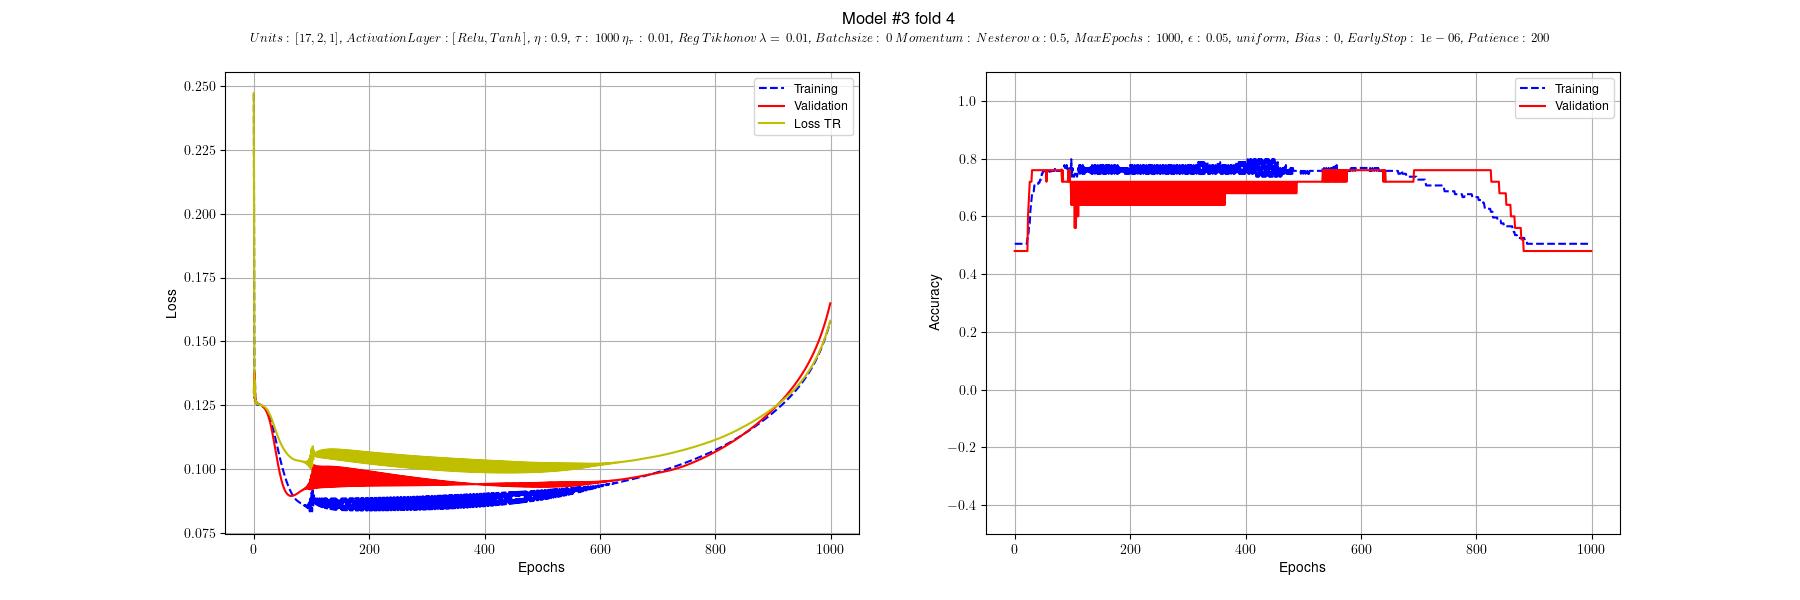 Model #3 fold 4
Units : [17, 2, 1], ActivationLayer : [Relu, Tanh], η : 0.9, τ : 1000 η_τ : 0.01, Reg Tikhonov λ = 0.01, Batchsize : 0 Momentum : Nesterov α : 0.5, MaxEpochs : 1000, ϵ : 0.05, uniform, Bias : 0, EarlyStop : 1e − 06, Patience : 200
0.250
0.225
0.200
0.175
0.150
0.125
0.100
0.075
Loss
0 200 400 600 800 1000
Epochs
Training
Validation
Loss TR
1.0
0.8
0.6
0.4
0.2
0.0
−0.2
−0.4
Accuracy
0 200 400 600 800 1000
Epochs
Training
Validation